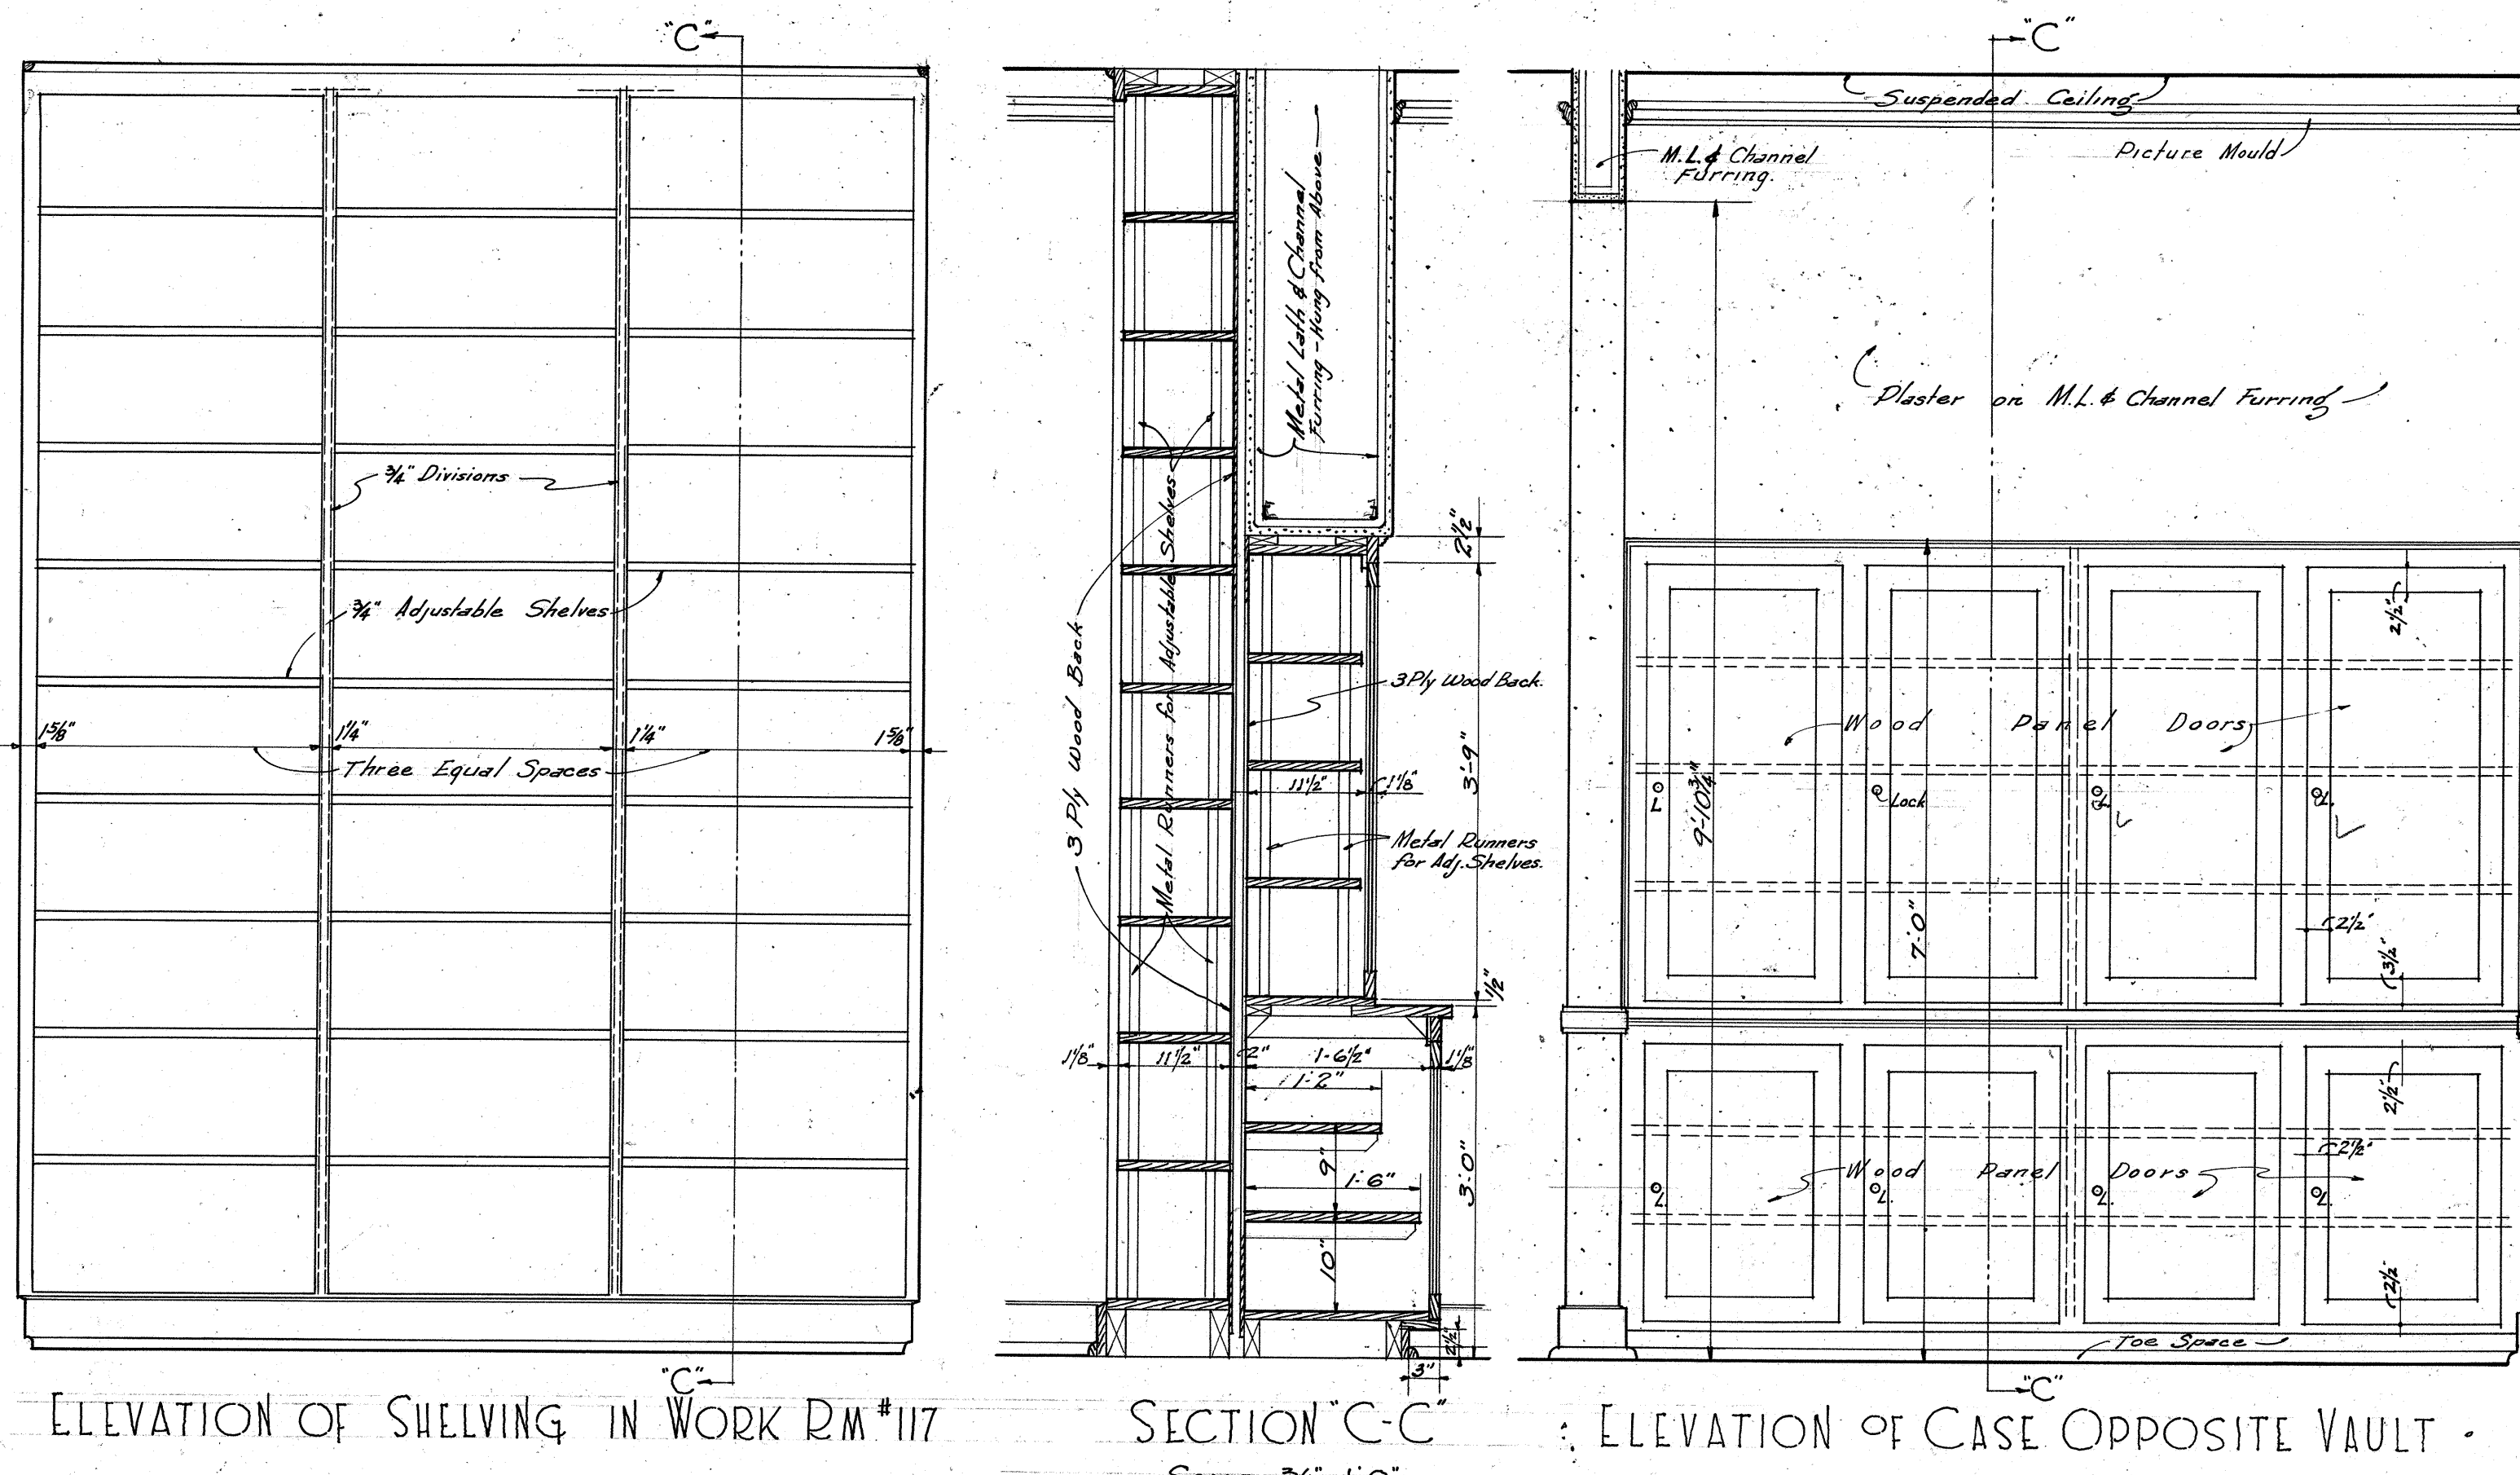 "C"
3/4" Divisions
3/4" Adjustable Shelves
1 5/8"
1 1/4"
1 1/4"
1 5/8"
Three Equal Spaces
"C"
ELEVATION OF SHELVING IN WORK RM #117
Metal Lath & Channel
Furring - Hung from Above
3 Ply Wood Back
Metal Runners for Adjustable Shelves
2 1/2"
3 Ply Wood Back.
3'-9"
11 1/2"
1 1/8"
Metal Runners
for Adj. Shelves.
1/2"
1 1/8"
11 1/2"
2"
1'-6 1/2"
1 1/8"
1'-2"
9"
1'-6"
3'-0"
10"
2 1/2"
3"
SECTION "C-C"
"C"
Suspended Ceiling
Picture Mould
M.L. & Channel
Furring.
Plaster on M.L. & Channel Furring
2 1/2"
Wood Panel Doors
9'-10 3/4"
L
Lock
L
L
7'-0"
2 1/2"
3 1/2"
2 1/2"
2 1/2"
Wood Panel Doors
L
L.
L.
L.
2 1/2"
Toe Space
"C"
ELEVATION OF CASE OPPOSITE VAULT